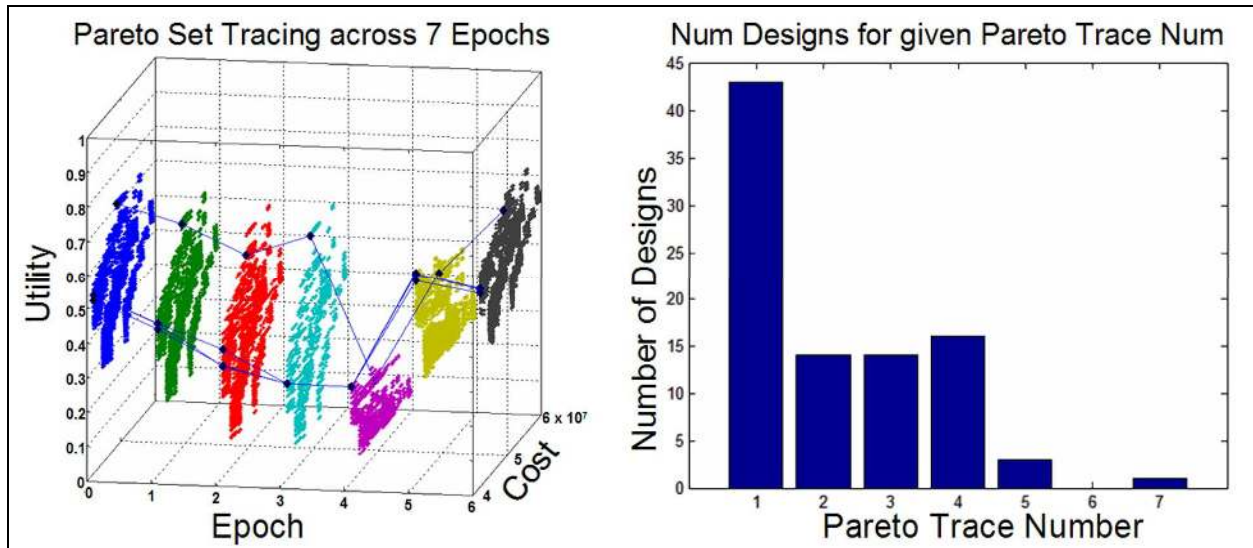 Pareto Set Tracing across 7 Epochs
1
0.9
0.8
0.7
0.6
0.5
0.4
0.3
0.2
0.1
0
Utility
0 1 2 3 4 5 6
Epoch
4 5 6 x 10⁷
Cost
Num Designs for given Pareto Trace Num
45
40
35
30
25
20
15
10
5
0
Number of Designs
1 2 3 4 5 6 7
Pareto Trace Number